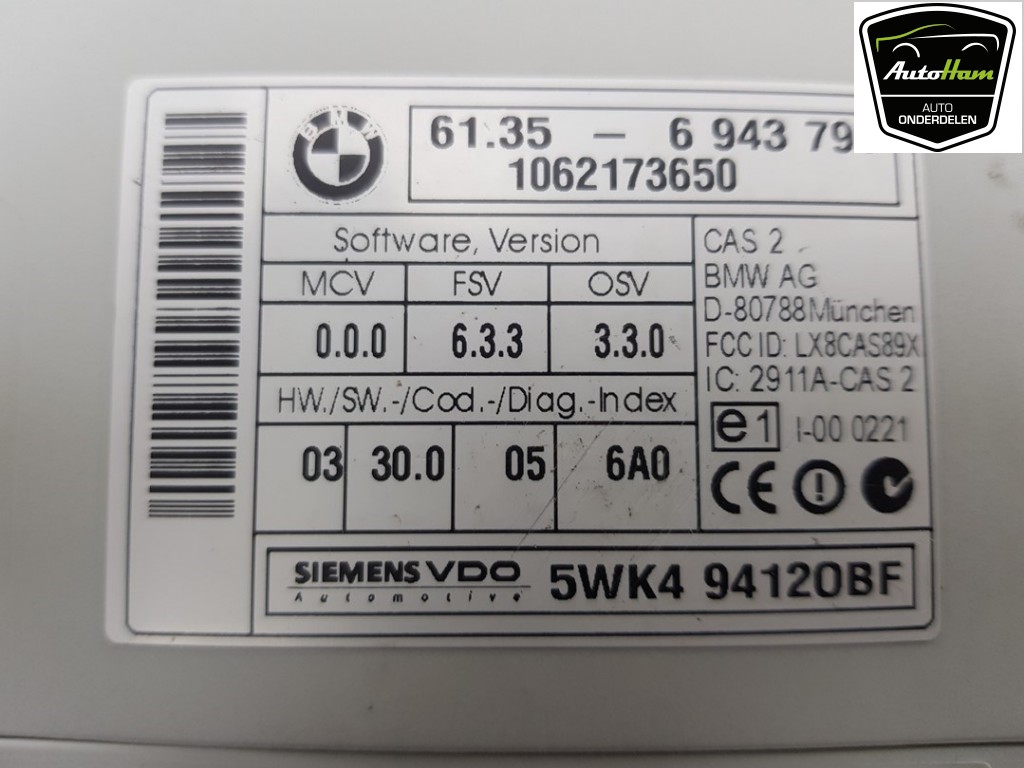 AutoHam
AUTO
ONDERDELEN
BMW
61.35 - 6 943 79
1062173650
Software, Version
MCV FSV OSV
0.0.0 6.3.3 3.3.0
HW./SW.-/Cod.-/Diag.-Index
03 30.0 05 6A0
CAS 2
BMW AG
D-80788 München
FCC ID: LX8CAS89X
IC: 2911A-CAS 2
e1 I-00 0221
CE
SIEMENS VDO 5WK4 94120BF
Automotive